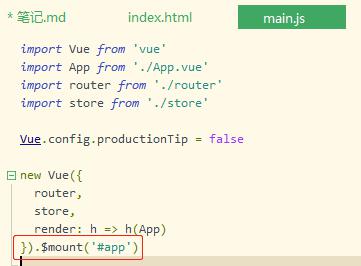 * 笔记.md index.html main.js
import Vue from 'vue'
import App from './App.vue'
import router from './router'
import store from './store'
Vue.config.productionTip = false
new Vue({
router,
store,
render: h => h(App)
}).$mount('#app')